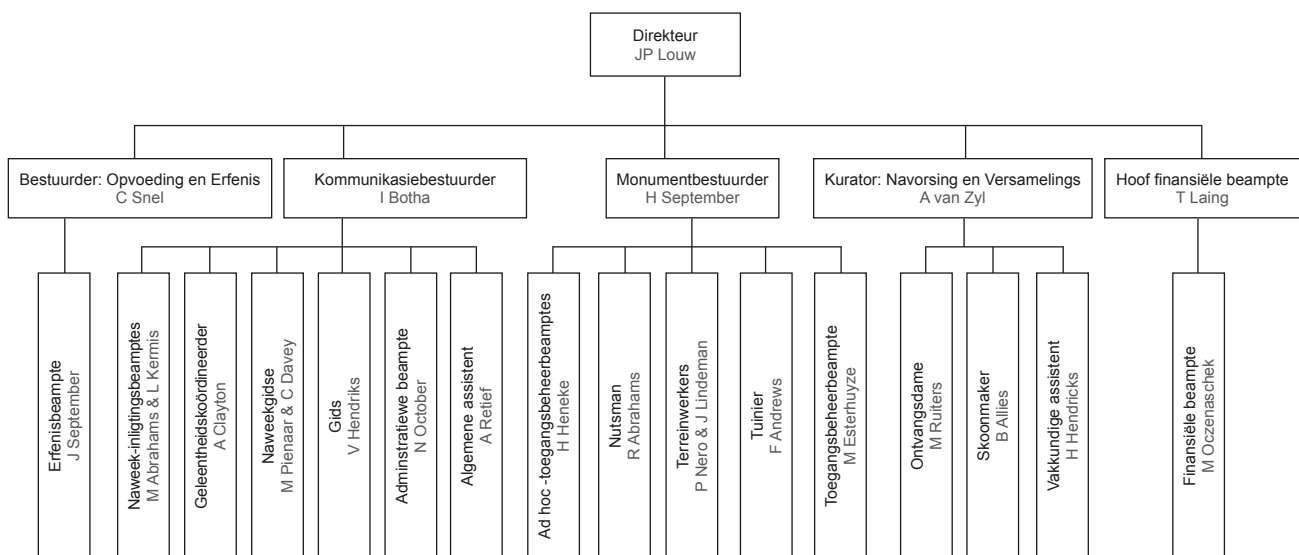 Direkteur
JP Louw
Bestuurder: Opvoeding en Erfenis
C Snel
Kommunikasiebestuurder
I Botha
Monumentbestuurder
H September
Kurator: Navorsing en Versamelings
A van Zyl
Hoof finansiële beampte
T Laing
Erfenisbeampte
J September
Naweek-inligtingsbeamptes
M Abrahams & L Kermis
Geleentheidskoördineerder
A Clayton
Naweekgidse
M Pienaar & C Davey
Gids
V Hendriks
Adminstratiewe beampte
N October
Algemene assistent
A Retief
Ad hoc -toegangsbeheerbeamptes
H Heneke
Nutsman
R Abrahams
Terreinwerkers
P Nero & J Lindeman
Tuinier
F Andrews
Toegangsbeheerbeampte
M Esterhuyze
Ontvangsdame
M Ruiters
Skoonmaker
B Allies
Vakkundige assistent
H Hendricks
Finansiële beampte
M Oczenaschek